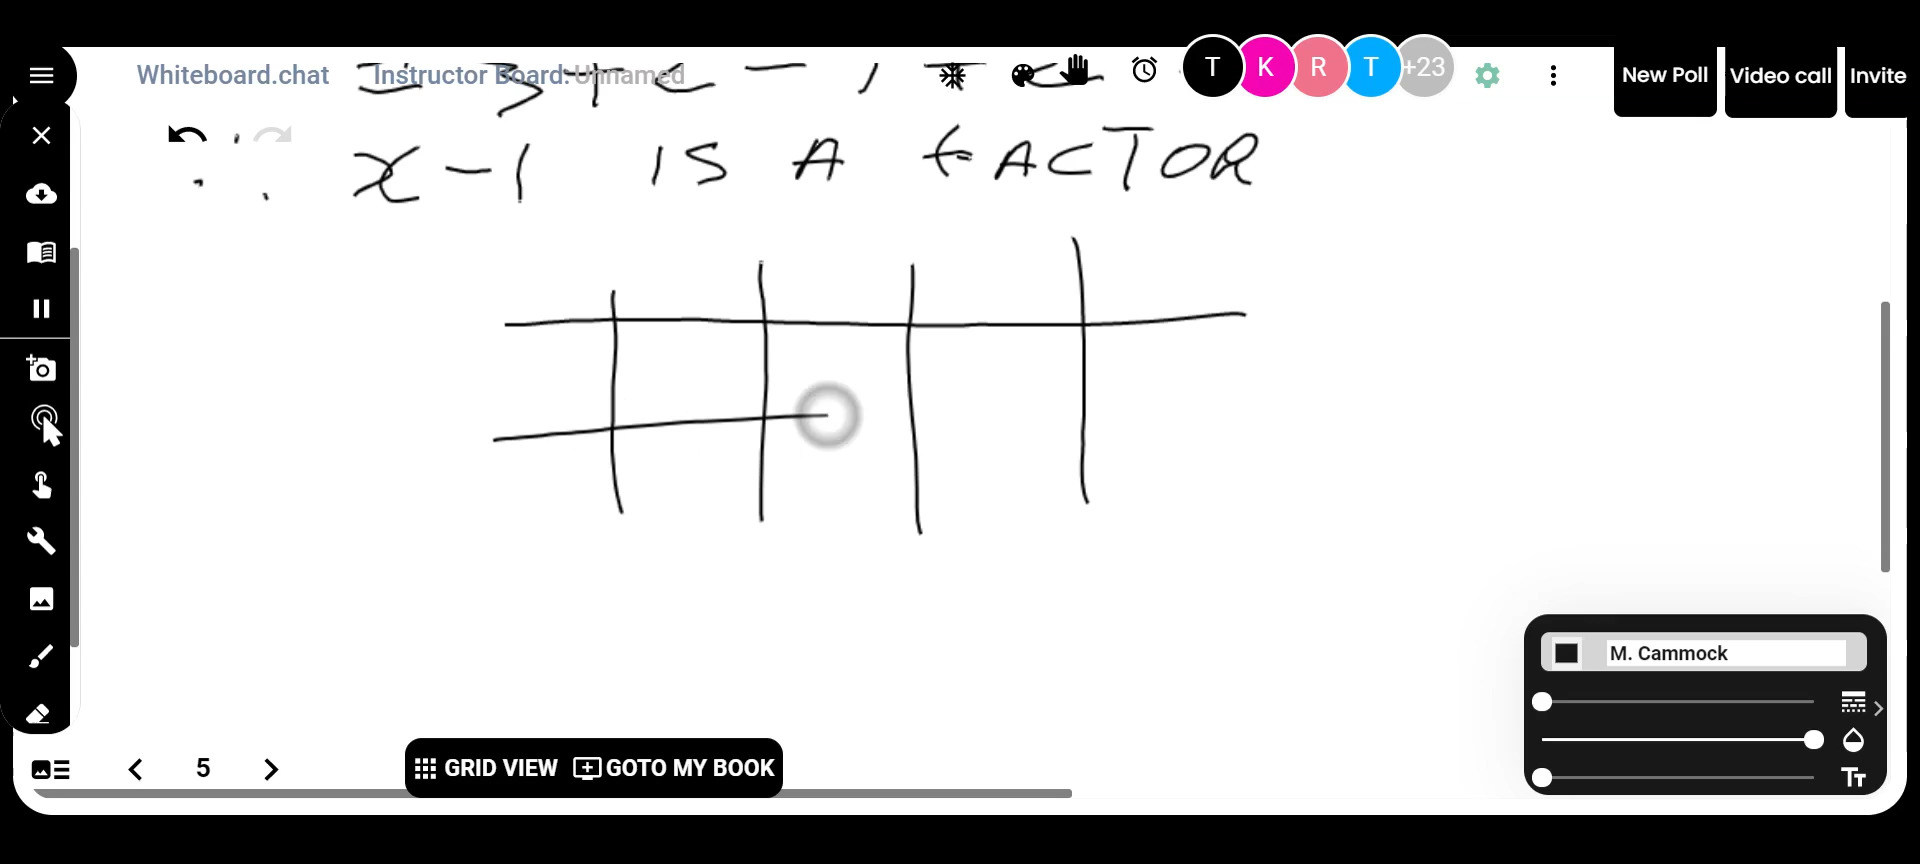 Whiteboard.chat Instructor Board: Unnamed T K R T +23 New Poll Video call Invite
∴ x-1 IS A FACTOR
M. Cammock
5 GRID VIEW GOTO MY BOOK